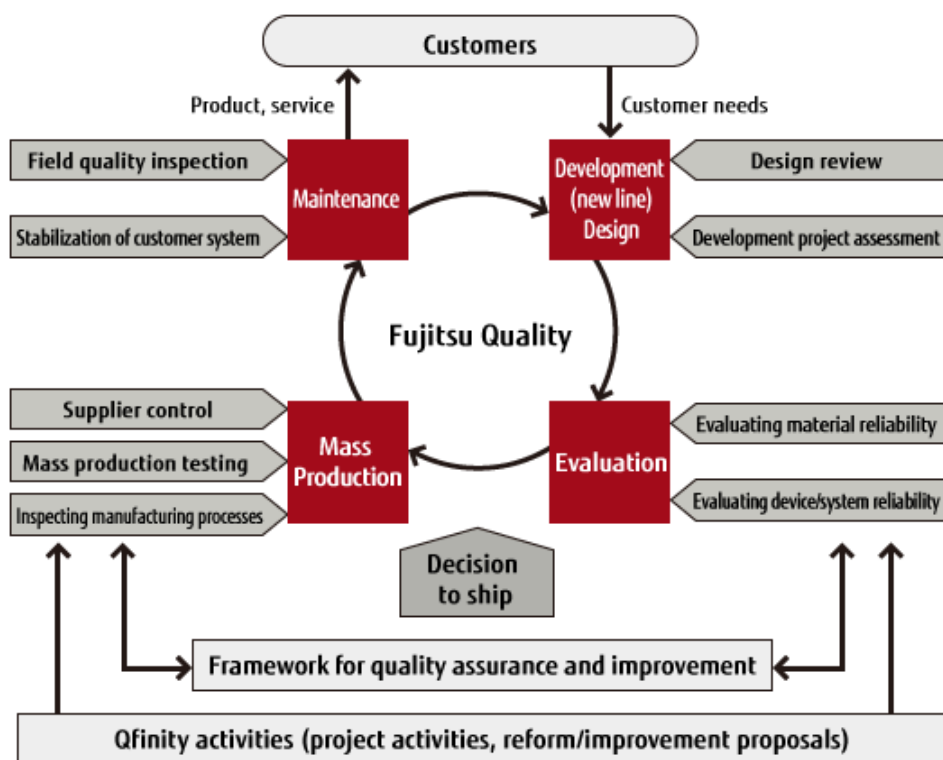 Customers
Product, service
Customer needs
Field quality inspection
Maintenance
Stabilization of customer system
Development
(new line)
Design
Design review
Development project assessment
Fujitsu Quality
Supplier control
Mass production testing
Inspecting manufacturing processes
Mass
Production
Evaluation
Evaluating material reliability
Evaluating device/system reliability
Decision
to ship
Framework for quality assurance and improvement
Qfinity activities (project activities, reform/improvement proposals)